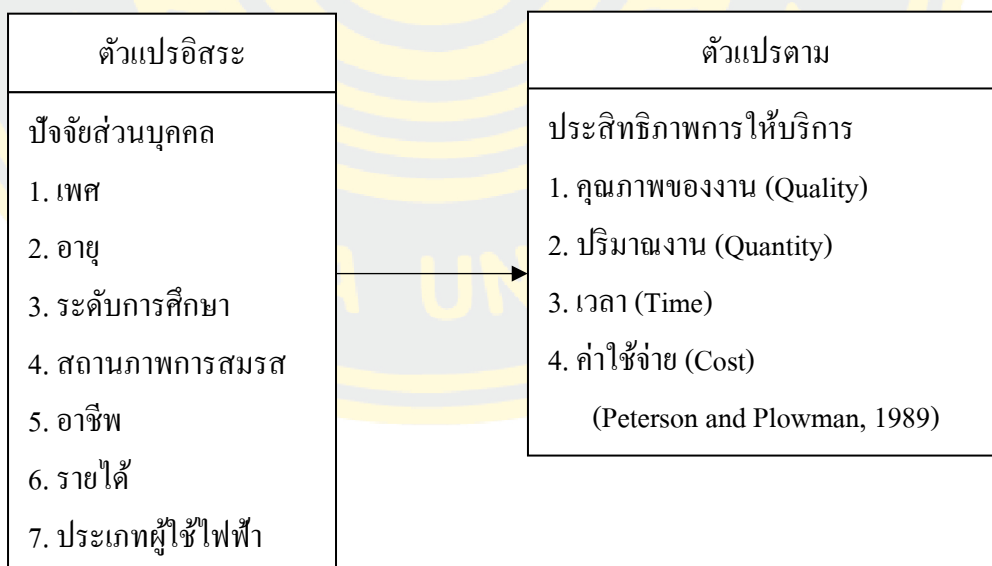 ตัวแปรอิสระ
ปัจจัยส่วนบุคคล
1. เพศ
2. อายุ
3. ระดับการศึกษา
4. สถานภาพการสมรส
5. อาชีพ
6. รายได้
7. ประเภทผู้ใช้ไฟฟ้า
ตัวแปรตาม
ประสิทธิภาพการให้บริการ
1. คุณภาพของงาน (Quality)
2. ปริมาณงาน (Quantity)
3. เวลา (Time)
4. ค่าใช้จ่าย (Cost)
(Peterson and Plowman, 1989)
A UN